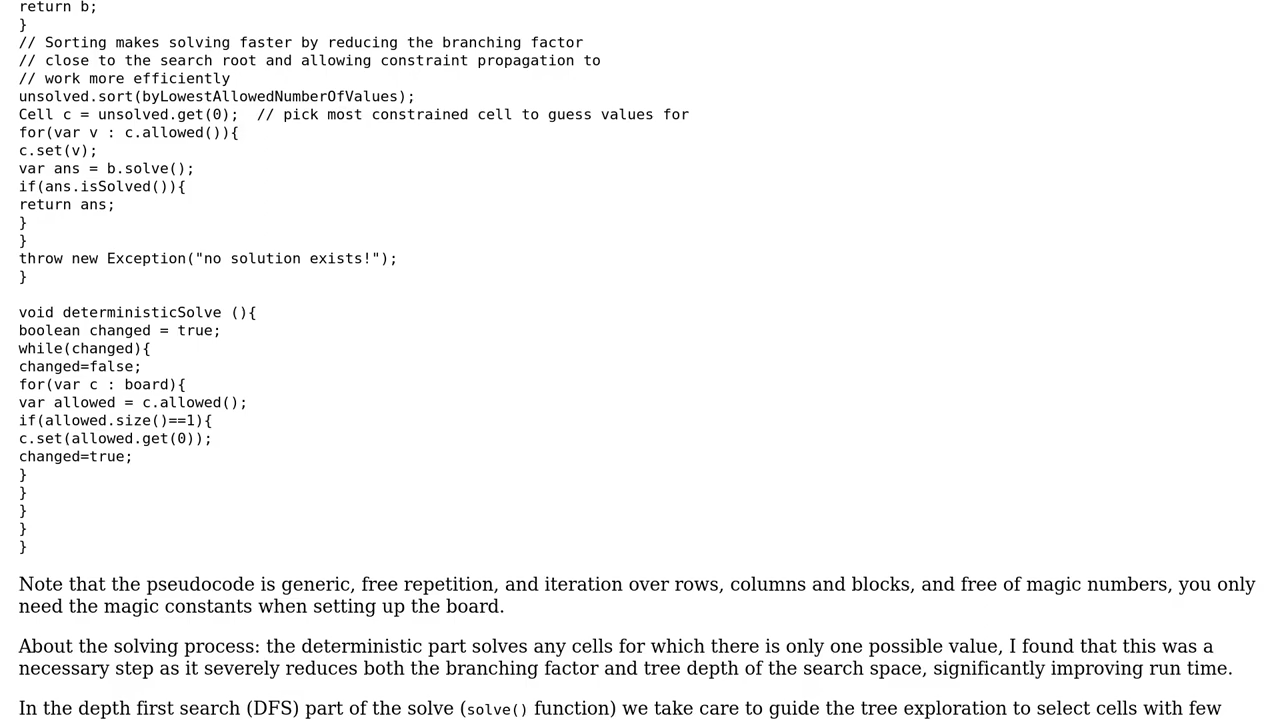 return b;
}
// Sorting makes solving faster by reducing the branching factor
// close to the search root and allowing constraint propagation to
// work more efficiently
unsolved.sort(byLowestAllowedNumberOfValues);
Cell c = unsolved.get(0);  // pick most constrained cell to guess values for
for(var v : c.allowed()){
c.set(v);
var ans = b.solve();
if(ans.isSolved()){
return ans;
}
}
throw new Exception("no solution exists!");
}

void deterministicSolve (){
boolean changed = true;
while(changed){
changed=false;
for(var c : board){
var allowed = c.allowed();
if(allowed.size()==1){
c.set(allowed.get(0));
changed=true;
}
}
}
}
}
Note that the pseudocode is generic, free repetition, and iteration over rows, columns and blocks, and free of magic numbers, you only
need the magic constants when setting up the board.
About the solving process: the deterministic part solves any cells for which there is only one possible value, I found that this was a
necessary step as it severely reduces both the branching factor and tree depth of the search space, significantly improving run time.
In the depth first search (DFS) part of the solve (solve() function) we take care to guide the tree exploration to select cells with few